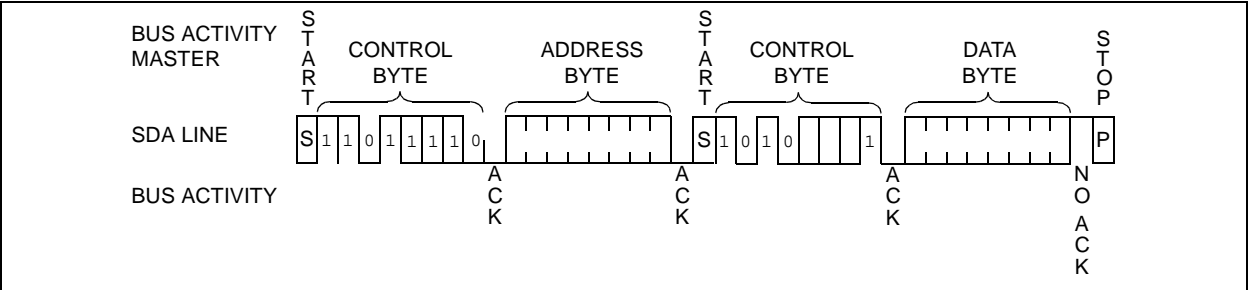 BUS ACTIVITY
MASTER
START
CONTROL
BYTE
ADDRESS
BYTE
START
CONTROL
BYTE
DATA
BYTE
STOP
SDA LINE
S 1 1 0 1 1 1 1 0
S 1 0 1 0 1
P
BUS ACTIVITY
ACK
ACK
ACK
NO ACK